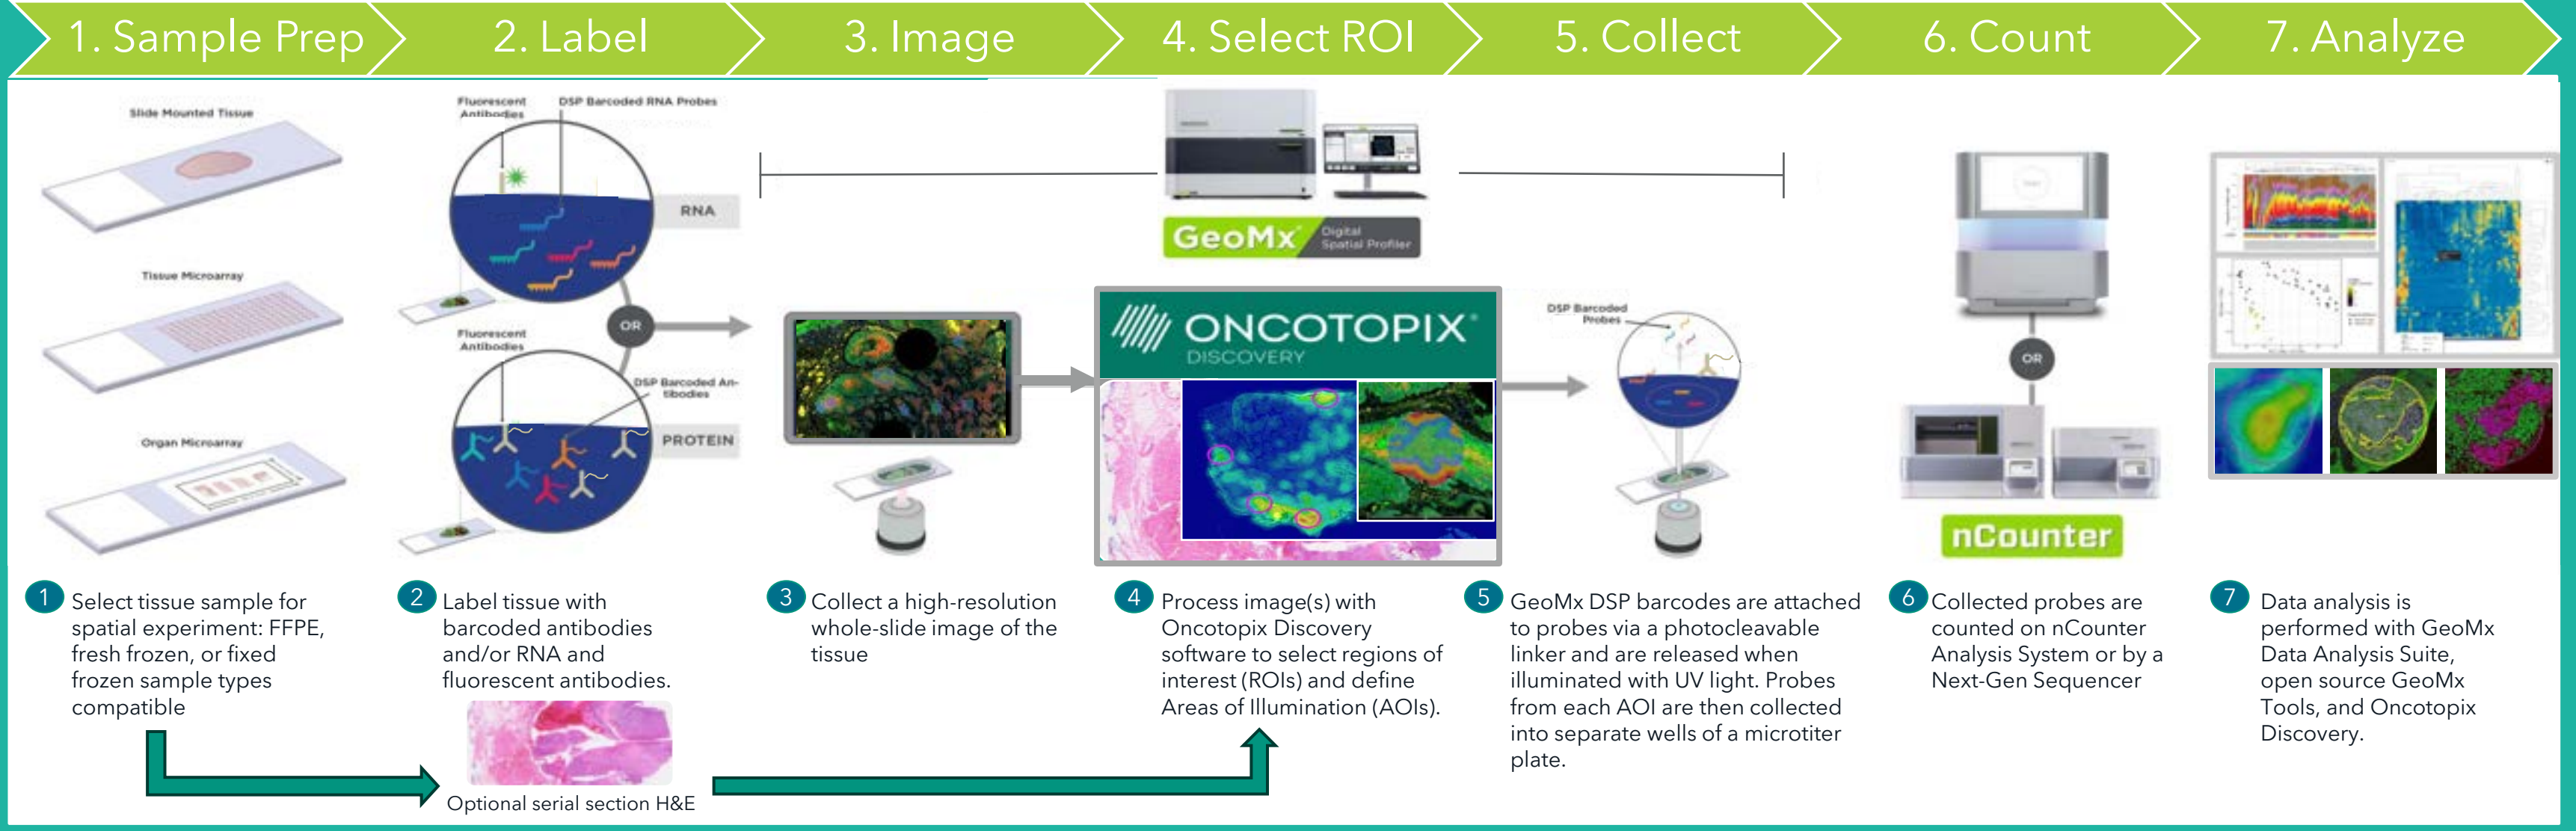 1. Sample Prep
2. Label
3. Image
4. Select ROI
5. Collect
6. Count
7. Analyze
Slide Mounted Tissue
Tissue Microarray
Organ Microarray
Fluorescent
Antibodies
DSP Barcoded RNA Probes
RNA
OR
Fluorescent
Antibodies
DSP Barcoded An-
tibodies
PROTEIN
GeoMx® Digital
Spatial Profiler
ONCOTOPIX®
DISCOVERY
DSP Barcoded
Probes
OR
nCounter
1 Select tissue sample for
spatial experiment: FFPE,
fresh frozen, or fixed
frozen sample types
compatible
2 Label tissue with
barcoded antibodies
and/or RNA and
fluorescent antibodies.
Optional serial section H&E
3 Collect a high-resolution
whole-slide image of the
tissue
4 Process image(s) with
Oncotopix Discovery
software to select regions of
interest (ROIs) and define
Areas of Illumination (AOIs).
5 GeoMx DSP barcodes are attached
to probes via a photocleavable
linker and are released when
illuminated with UV light. Probes
from each AOI are then collected
into separate wells of a microtiter
plate.
6 Collected probes are
counted on nCounter
Analysis System or by a
Next-Gen Sequencer
7 Data analysis is
performed with GeoMx
Data Analysis Suite,
open source GeoMx
Tools, and Oncotopix
Discovery.